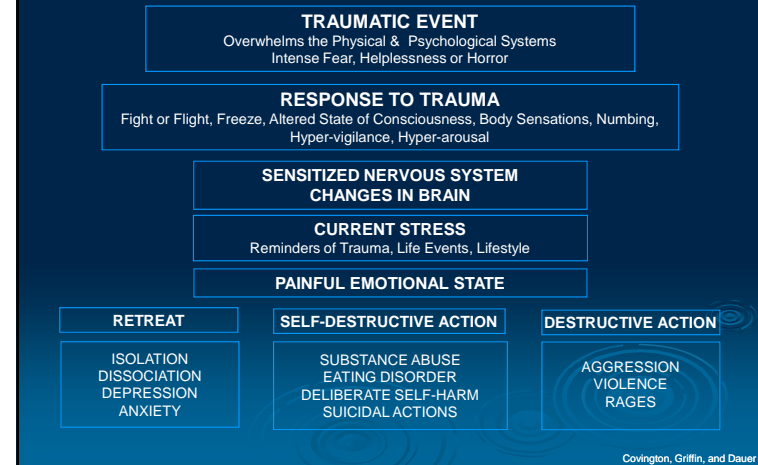 TRAUMATIC EVENT
Overwhelms the Physical & Psychological Systems
Intense Fear, Helplessness or Horror
RESPONSE TO TRAUMA
Fight or Flight, Freeze, Altered State of Consciousness, Body Sensations, Numbing,
Hyper-vigilance, Hyper-arousal
SENSITIZED NERVOUS SYSTEM
CHANGES IN BRAIN
CURRENT STRESS
Reminders of Trauma, Life Events, Lifestyle
PAINFUL EMOTIONAL STATE
RETREAT
ISOLATION
DISSOCIATION
DEPRESSION
ANXIETY
SELF-DESTRUCTIVE ACTION
SUBSTANCE ABUSE
EATING DISORDER
DELIBERATE SELF-HARM
SUICIDAL ACTIONS
DESTRUCTIVE ACTION
AGGRESSION
VIOLENCE
RAGES
Covington, Griffin, and Dauer